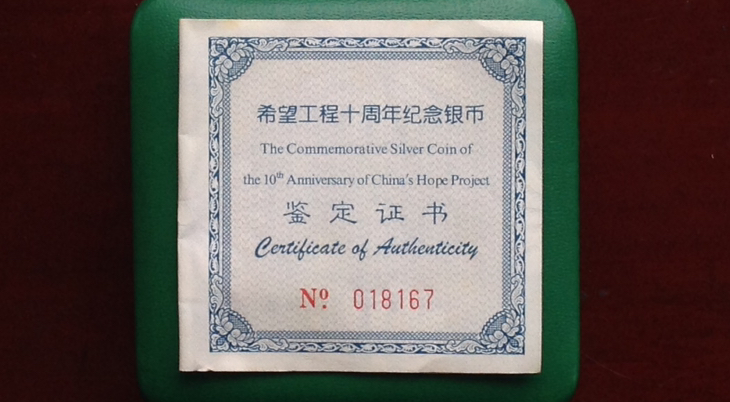 希望工程十周年纪念银币
The Commemorative Silver Coin of
the 10th Anniversary of China's Hope Project
鉴定证书
Certificate of Authenticity
Nº 018167